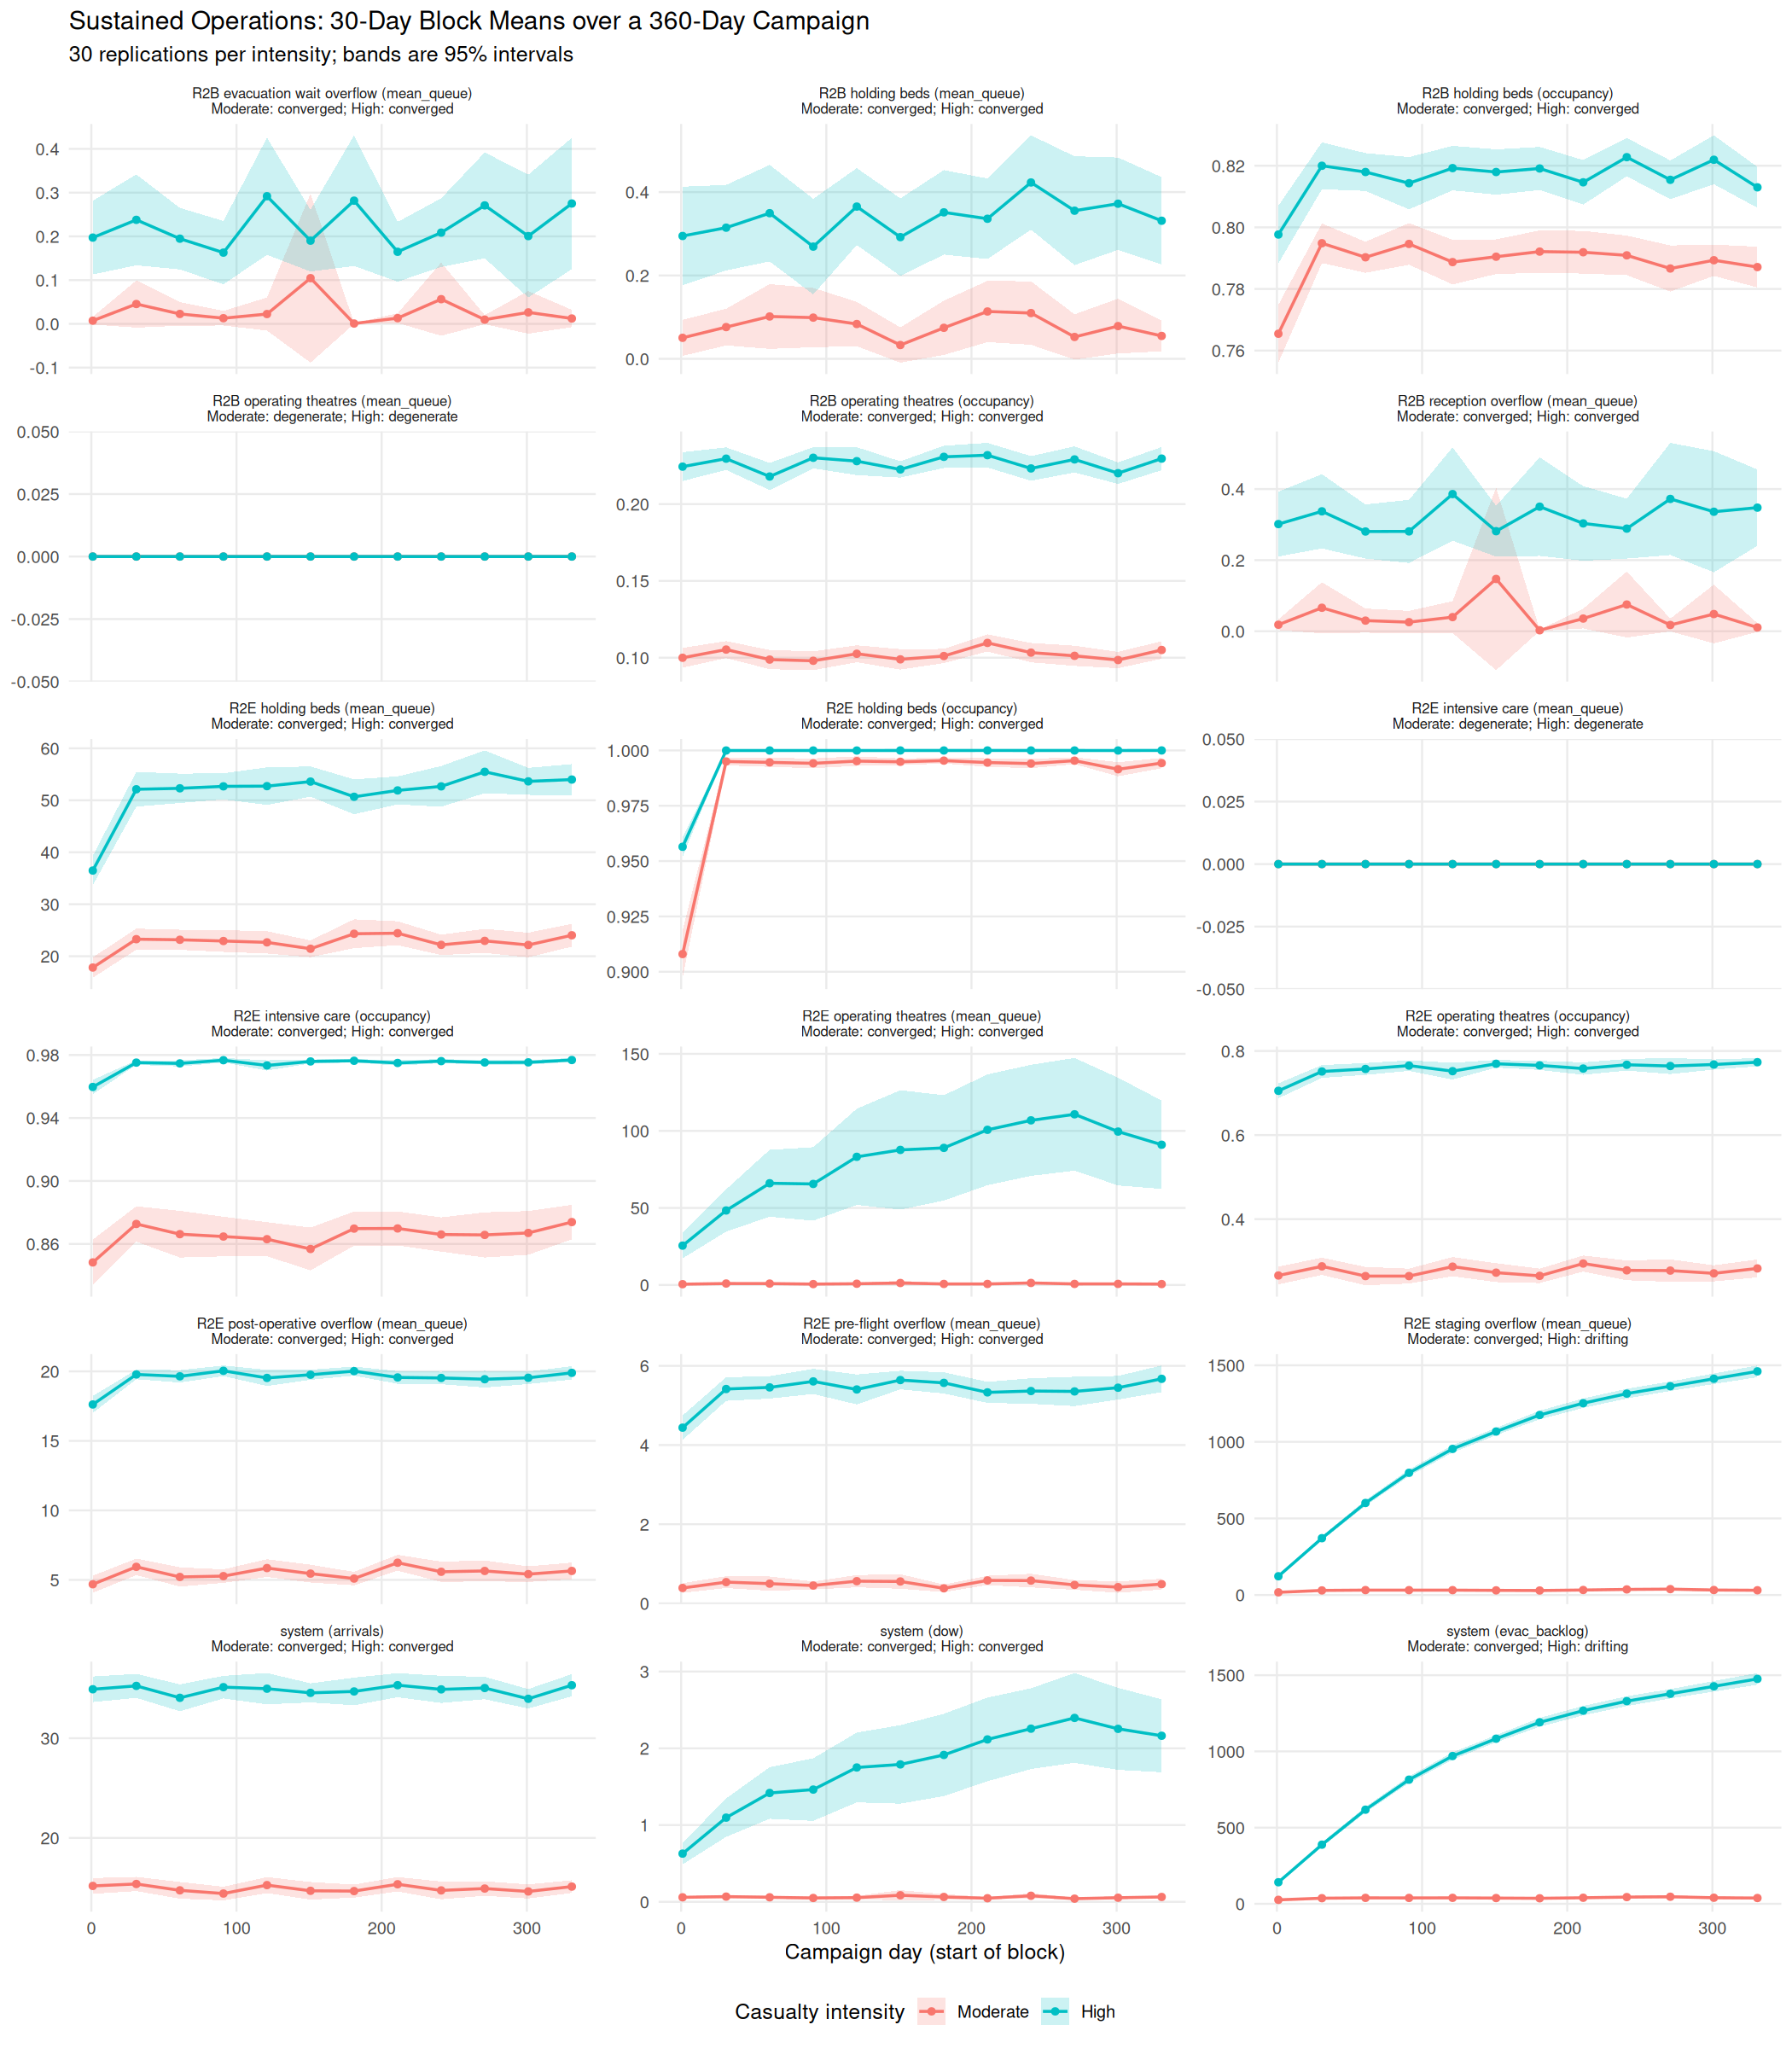 Sustained Operations: 30-Day Block Means over a 360-Day Campaign
30 replications per intensity; bands are 95% intervals
R2B evacuation wait overflow (mean_queue)
Moderate: converged; High: converged
0.4
0.3
0.2
0.1
0.0
-0.1
R2B holding beds (mean_queue)
Moderate: converged; High: converged
0.4
0.2
0.0
R2B holding beds (occupancy)
Moderate: converged; High: converged
0.82
0.80
0.78
0.76
R2B operating theatres (mean_queue)
Moderate: degenerate; High: degenerate
0.050
0.025
0.000
-0.025
-0.050
R2B operating theatres (occupancy)
Moderate: converged; High: converged
0.20
0.15
0.10
R2B reception overflow (mean_queue)
Moderate: converged; High: converged
0.4
0.2
0.0
R2E holding beds (mean_queue)
Moderate: converged; High: converged
60
50
40
30
20
R2E holding beds (occupancy)
Moderate: converged; High: converged
1.000
0.975
0.950
0.925
0.900
R2E intensive care (mean_queue)
Moderate: degenerate; High: degenerate
0.050
0.025
0.000
-0.025
-0.050
R2E intensive care (occupancy)
Moderate: converged; High: converged
0.98
0.94
0.90
0.86
R2E operating theatres (mean_queue)
Moderate: converged; High: converged
150
100
50
0
R2E operating theatres (occupancy)
Moderate: converged; High: converged
0.8
0.6
0.4
R2E post-operative overflow (mean_queue)
Moderate: converged; High: converged
20
15
10
5
R2E pre-flight overflow (mean_queue)
Moderate: converged; High: converged
6
4
2
0
R2E staging overflow (mean_queue)
Moderate: converged; High: drifting
1500
1000
500
0
system (arrivals)
Moderate: converged; High: converged
30
20
0 100 200 300
system (dow)
Moderate: converged; High: converged
3
2
1
0
0 100 200 300
system (evac_backlog)
Moderate: converged; High: drifting
1500
1000
500
0
0 100 200 300
Campaign day (start of block)
Casualty intensity Moderate High